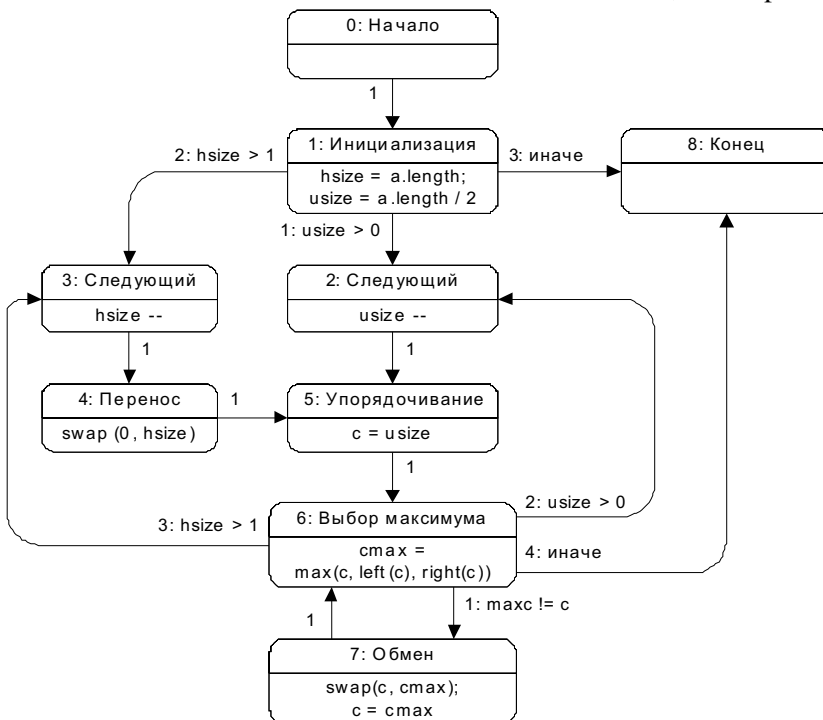 0: Начало
1
1: Инициализация
hsize = a.length;
usize = a.length / 2
2: hsize > 1
3: иначе
8: Конец
1: usize > 0
3: Следующий
hsize --
2: Следующий
usize --
1
1
4: Перенос
swap (0, hsize)
1
5: Упорядочивание
c = usize
1
3: hsize > 1
6: Выбор максимума
cmax =
max(c, left(c), right(c))
2: usize > 0
4: иначе
1
1: maxc != c
7: Обмен
swap(c, cmax);
c = cmax